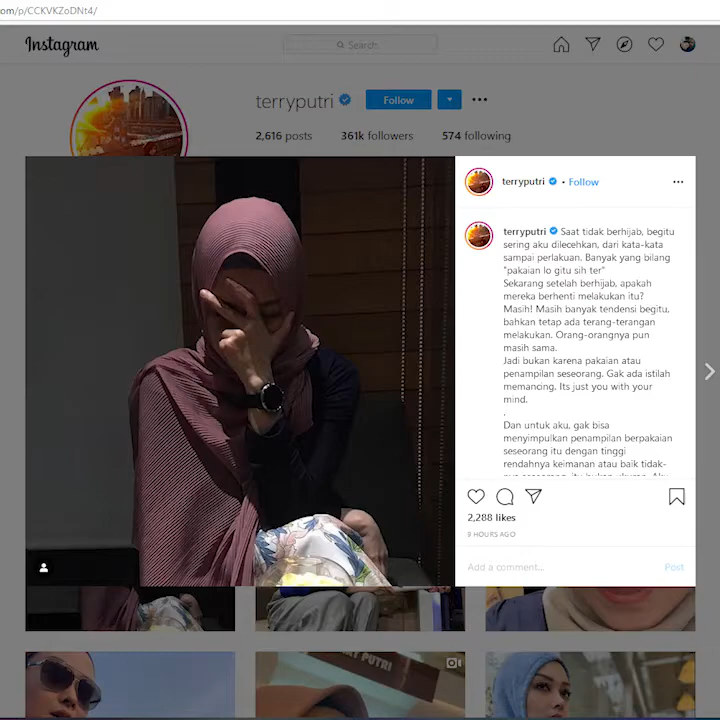 om/p/CCKVKZoDNt4/
Instagram
Search
terryputri
Follow
2,616 posts 361k followers 574 following
terryputri • Follow
terryputri Saat tidak berhijab, begitu
sering aku dilecehkan, dari kata-kata
sampai perlakuan. Banyak yang bilang
"pakaian lo gitu sih ter"
Sekarang setelah berhijab, apakah
mereka berhenti melakukan itu?
Masih! Masih banyak tendensi begitu,
bahkan tetap ada terang-terangan
melakukan. Orang-orangnya pun
masih sama.
Jadi bukan karena pakaian atau
penampilan seseorang. Gak ada istilah
memancing. Its just you with your
mind.
.
Dan untuk aku, gak bisa
menyimpulkan penampilan berpakaian
seseorang itu dengan tinggi
rendahnya keimanan atau baik tidak-
2,288 likes
9 HOURS AGO
Add a comment... Post
AT PUTRI